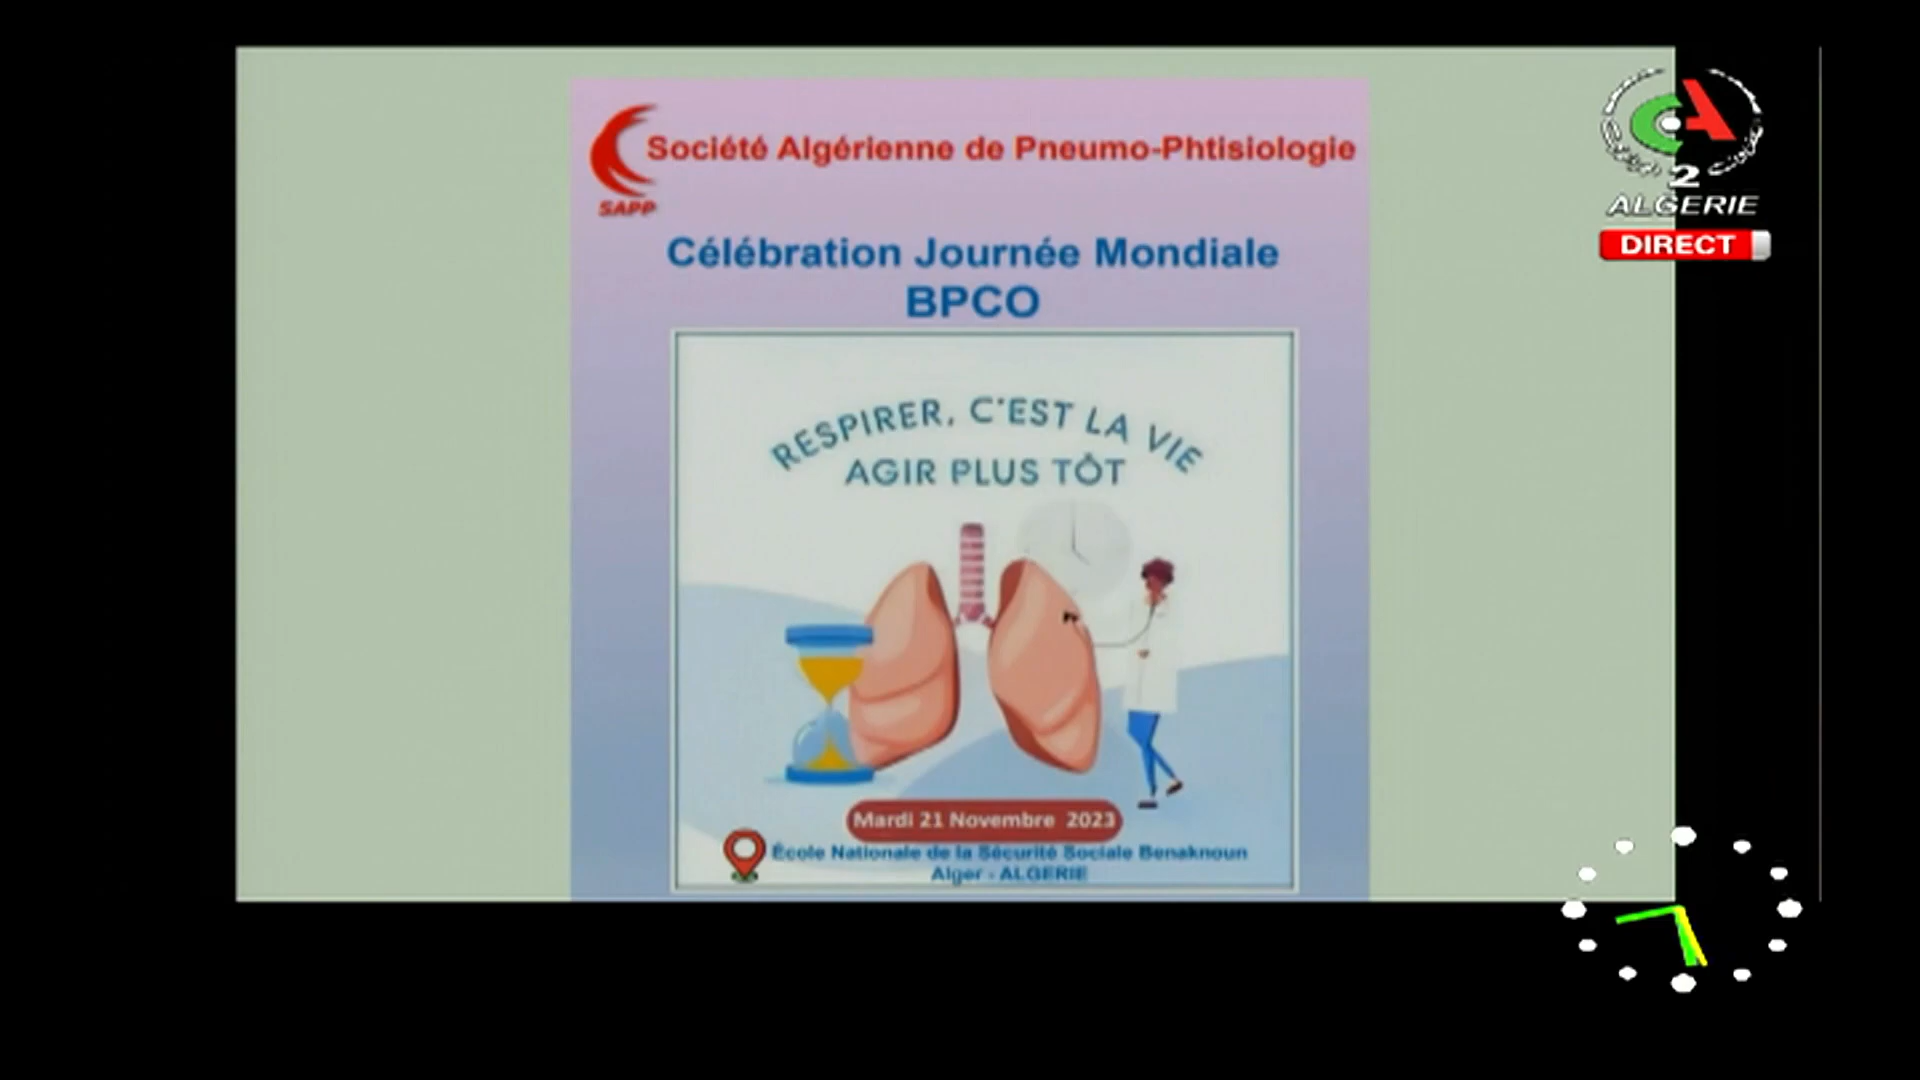 Société Algérienne de Pneumo-Phtisiologie
SAPP
Célébration Journée Mondiale
BPCO
RESPIRER, C'EST LA VIE
AGIR PLUS TÔT
Mardi 21 Novembre 2023
École Nationale de la Sécurité Sociale Benaknoun
Alger - ALGERIE
CA
2
ALGERIE
DIRECT